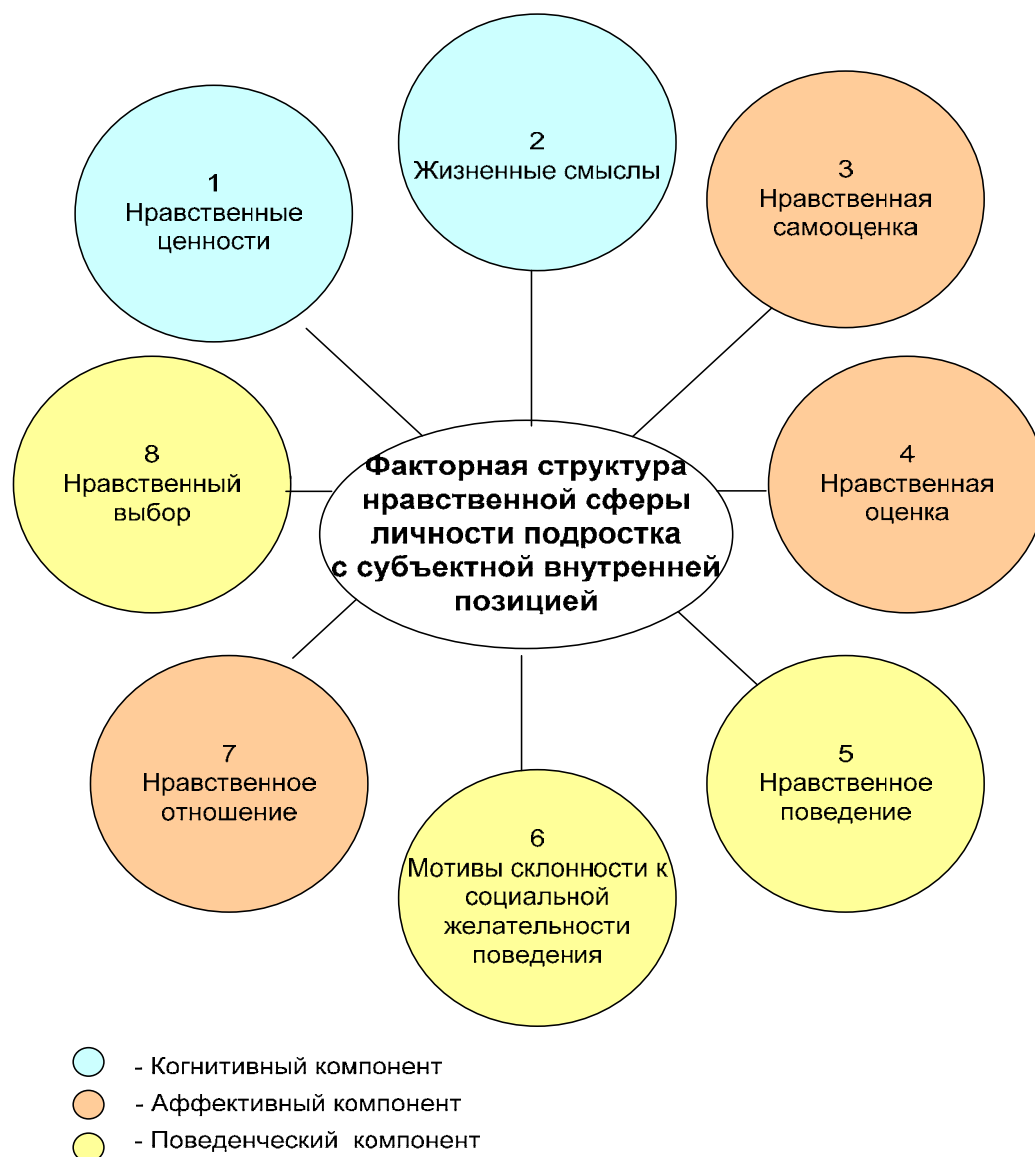 1
Нравственные
ценности
2
Жизненные смыслы
3
Нравственная
самооценка
8
Нравственный
выбор
Факторная структура
нравственной сферы
личности подростка
с субъектной внутренней
позицией
4
Нравственная
оценка
7
Нравственное
отношение
6
Мотивы склонности к
социальной
желательности
поведения
5
Нравственное
поведение
- Когнитивный компонент
- Аффективный компонент
- Поведенческий компонент